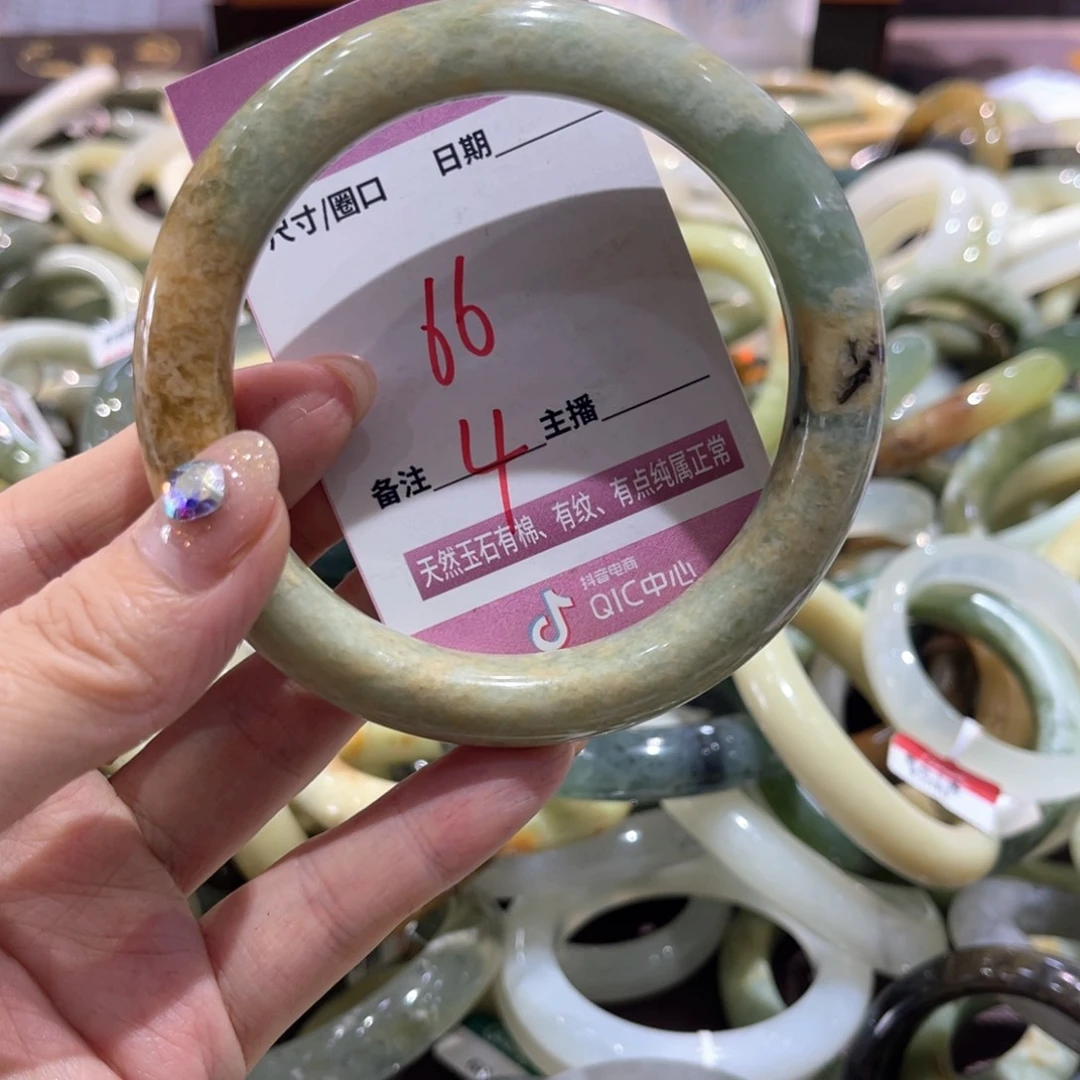 日期
尺寸/圈口
66
4
主播
备注
天然玉石有棉、有纹、有点纯属正常
抖音电商
QIC中心